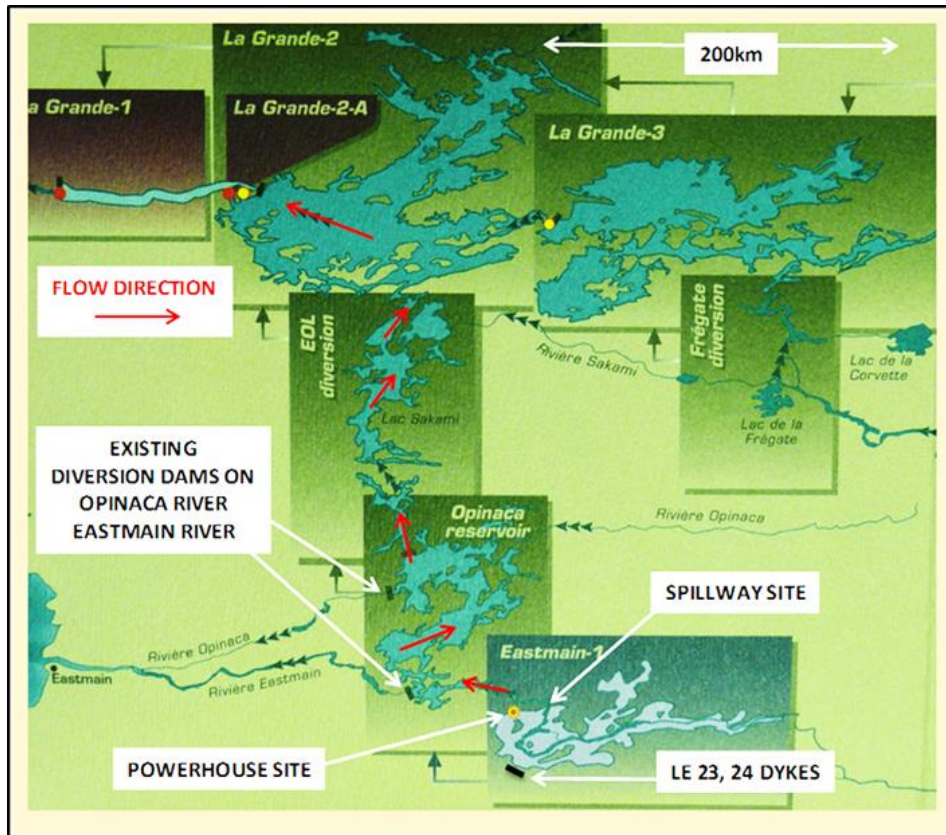 La Grande-2
200km
a Grande-1
La Grande-2-A
La Grande-3
FLOW DIRECTION
EOL
diversion
Frégate
diversion
Rivière Sakami
Lac de la
Corvette
Lac Sakami
Lac de la
Frégate
EXISTING
DIVERSION DAMS ON
OPINACA RIVER
EASTMAIN RIVER
Opinaca
reservoir
Rivière Opinaca
SPILLWAY SITE
Rivière Opinaca
Eastmain-1
Eastmain
Rivière Eastmain
POWERHOUSE SITE
LE 23, 24 DYKES